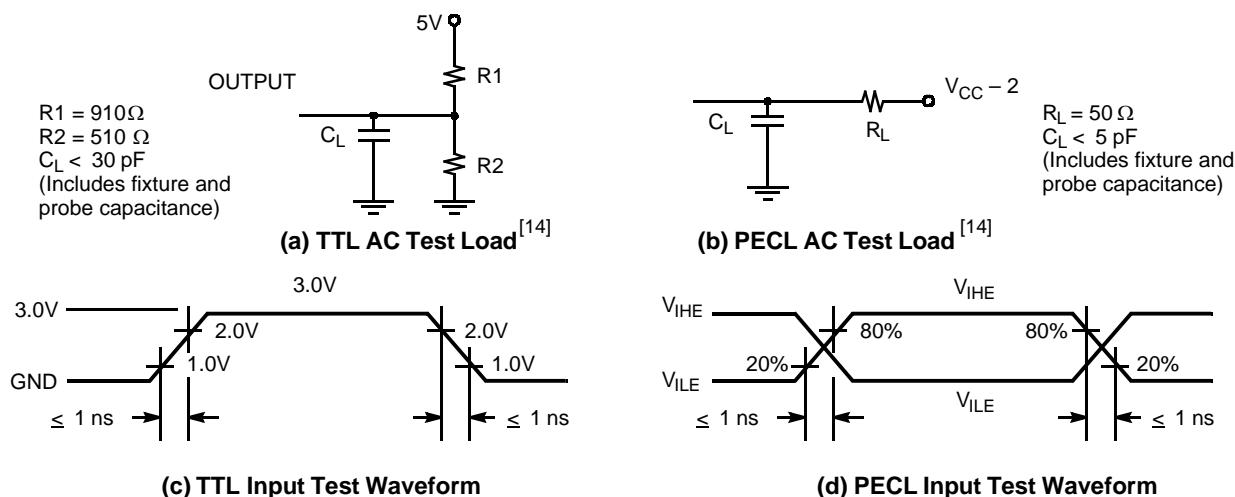 5V
OUTPUT
R1
R1 = 910Ω
R2 = 510 Ω
C_L < 30 pF
(Includes fixture and
probe capacitance)
C_L
R2
(a) TTL AC Test Load[14]
V_CC – 2
C_L
R_L
R_L = 50 Ω
C_L < 5 pF
(Includes fixture and
probe capacitance)
(b) PECL AC Test Load [14]
3.0V
3.0V
2.0V
2.0V
1.0V
1.0V
GND
≤ 1 ns
≤ 1 ns
(c) TTL Input Test Waveform
V_IHE
V_IHE
80%
80%
20%
20%
V_ILE
V_ILE
≤ 1 ns
≤ 1 ns
(d) PECL Input Test Waveform